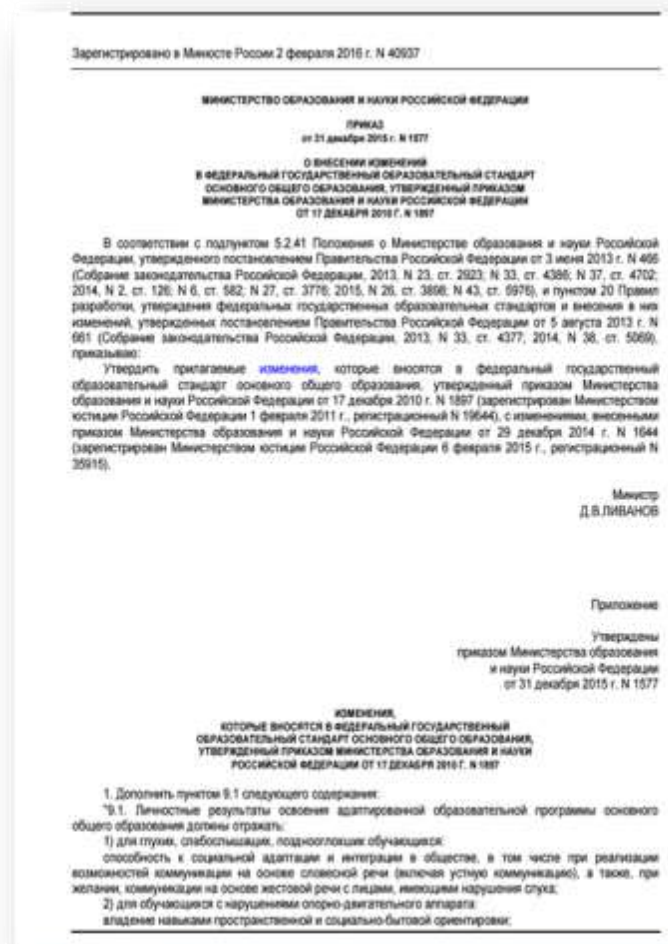 Зарегистрировано в Минюсте России 2 февраля 2016 г. N 40937
МИНИСТЕРСТВО ОБРАЗОВАНИЯ И НАУКИ РОССИЙСКОЙ ФЕДЕРАЦИИ
ПРИКАЗ
от 31 декабря 2015 г. N 1577
О ВНЕСЕНИИ ИЗМЕНЕНИЙ
В ФЕДЕРАЛЬНЫЙ ГОСУДАРСТВЕННЫЙ ОБРАЗОВАТЕЛЬНЫЙ СТАНДАРТ
ОСНОВНОГО ОБЩЕГО ОБРАЗОВАНИЯ, УТВЕРЖДЕННЫЙ ПРИКАЗОМ
МИНИСТЕРСТВА ОБРАЗОВАНИЯ И НАУКИ РОССИЙСКОЙ ФЕДЕРАЦИИ
ОТ 17 ДЕКАБРЯ 2010 Г. N 1897
В соответствии с подпунктом 5.2.41 Положения о Министерстве образования и науки Российской
Федерации, утвержденного постановлением Правительства Российской Федерации от 3 июня 2013 г. N 466
(Собрание законодательства Российской Федерации, 2013, N 23, ст. 2923; N 33, ст. 4386; N 37, ст. 4702;
2014, N 2, ст. 126; N 6, ст. 582; N 27, ст. 3776; 2015, N 26, ст. 3898; N 43, ст. 5976), и пунктом 20 Правил
разработки, утверждения федеральных государственных образовательных стандартов и внесения в них
изменений, утвержденных постановлением Правительства Российской Федерации от 5 августа 2013 г. N
661 (Собрание законодательства Российской Федерации, 2013, N 33, ст. 4377; 2014, N 38, ст. 5069),
приказываю:
Утвердить прилагаемые изменения, которые вносятся в федеральный государственный
образовательный стандарт основного общего образования, утвержденный приказом Министерства
образования и науки Российской Федерации от 17 декабря 2010 г. N 1897 (зарегистрирован Министерством
юстиции Российской Федерации 1 февраля 2011 г., регистрационный N 19644), с изменениями, внесенными
приказом Министерства образования и науки Российской Федерации от 29 декабря 2014 г. N 1644
(зарегистрирован Министерством юстиции Российской Федерации 6 февраля 2015 г., регистрационный N
35915).
Министр
Д.В.ЛИВАНОВ
Приложение
Утверждены
приказом Министерства образования
и науки Российской Федерации
от 31 декабря 2015 г. N 1577
ИЗМЕНЕНИЯ,
КОТОРЫЕ ВНОСЯТСЯ В ФЕДЕРАЛЬНЫЙ ГОСУДАРСТВЕННЫЙ
ОБРАЗОВАТЕЛЬНЫЙ СТАНДАРТ ОСНОВНОГО ОБЩЕГО ОБРАЗОВАНИЯ,
УТВЕРЖДЕННЫЙ ПРИКАЗОМ МИНИСТЕРСТВА ОБРАЗОВАНИЯ И НАУКИ
РОССИЙСКОЙ ФЕДЕРАЦИИ ОТ 17 ДЕКАБРЯ 2010 Г. N 1897
1. Дополнить пунктом 9.1 следующего содержания:
"9.1. Личностные результаты освоения адаптированной образовательной программы основного
общего образования должны отражать:
1) для глухих, слабослышащих, позднооглохших обучающихся:
способность к социальной адаптации и интеграции в обществе, в том числе при реализации
возможностей коммуникации на основе словесной речи (включая устную коммуникацию), а также, при
желании, коммуникации на основе жестовой речи с лицами, имеющими нарушения слуха;
2) для обучающихся с нарушениями опорно-двигательного аппарата:
владение навыками пространственной и социально-бытовой ориентировки;